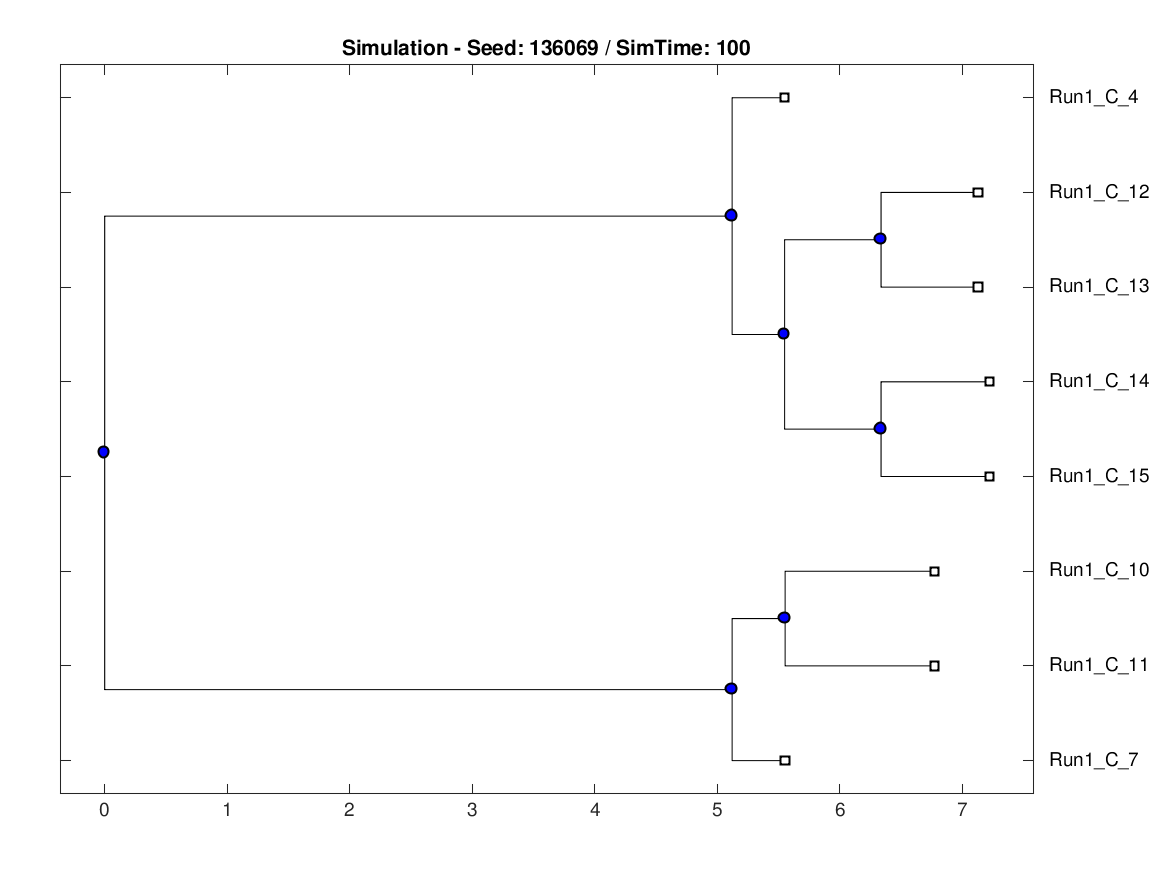 Simulation - Seed: 136069 / SimTime: 100
Run1_C_4
Run1_C_12
Run1_C_13
Run1_C_14
Run1_C_15
Run1_C_10
Run1_C_11
Run1_C_7
0 1 2 3 4 5 6 7